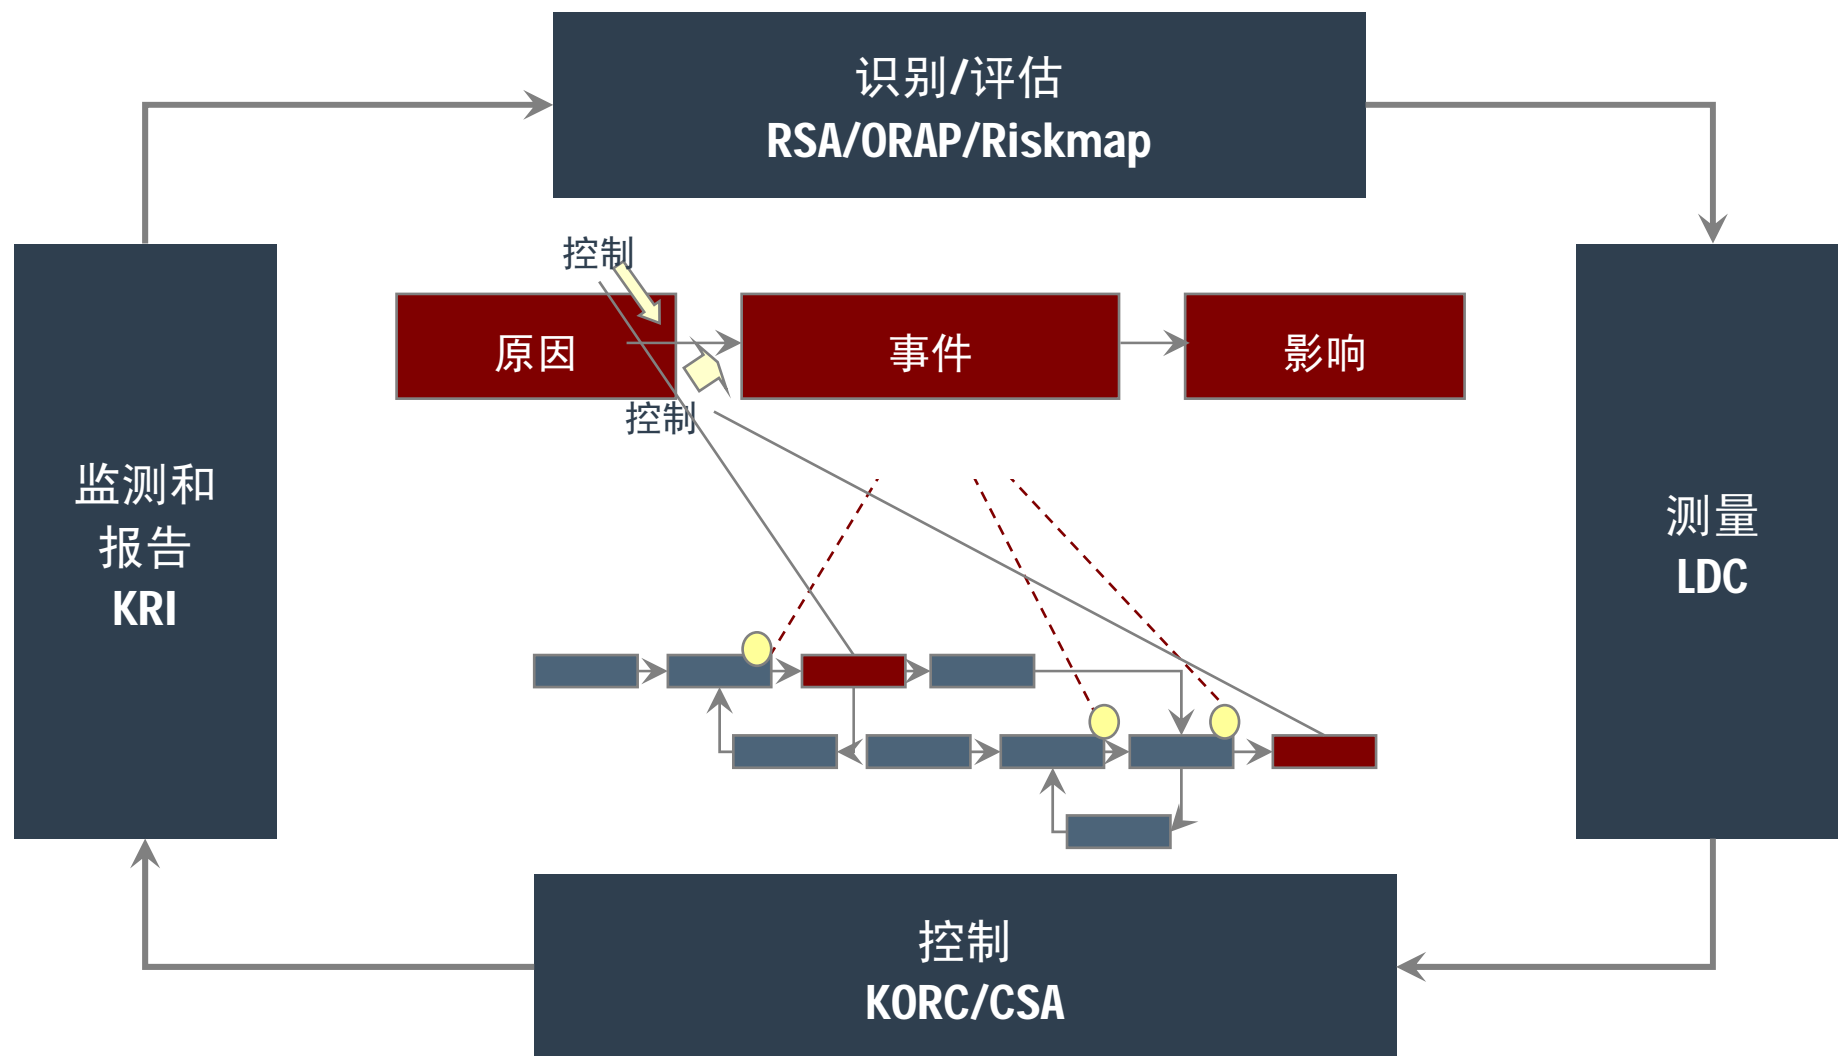 识别/评估
RSA/ORAP/Riskmap
控制
原因
事件
影响
控制
监测和
报告
KRI
测量
LDC
控制
KORC/CSA